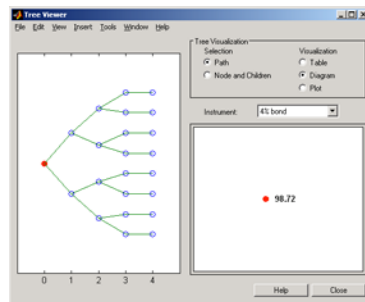 Tree Viewer
File Edit View Insert Tools Window Help
Tree Visualization
Selection
Visualization
Path
Table
Node and Children
Diagram
Plot
Instrument:
4% bond
98.72
0 1 2 3 4
Help Close